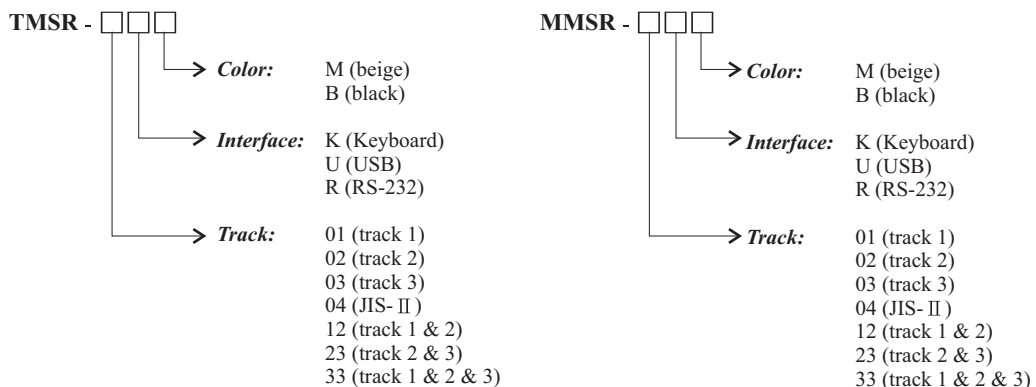 TMSR - □□□
Color: M (beige)
B (black)
Interface: K (Keyboard)
U (USB)
R (RS-232)
Track: 01 (track 1)
02 (track 2)
03 (track 3)
04 (JIS-Ⅱ)
12 (track 1 & 2)
23 (track 2 & 3)
33 (track 1 & 2 & 3)
MMSR - □□□
Color: M (beige)
B (black)
Interface: K (Keyboard)
U (USB)
R (RS-232)
Track: 01 (track 1)
02 (track 2)
03 (track 3)
04 (JIS-Ⅱ)
12 (track 1 & 2)
23 (track 2 & 3)
33 (track 1 & 2 & 3)